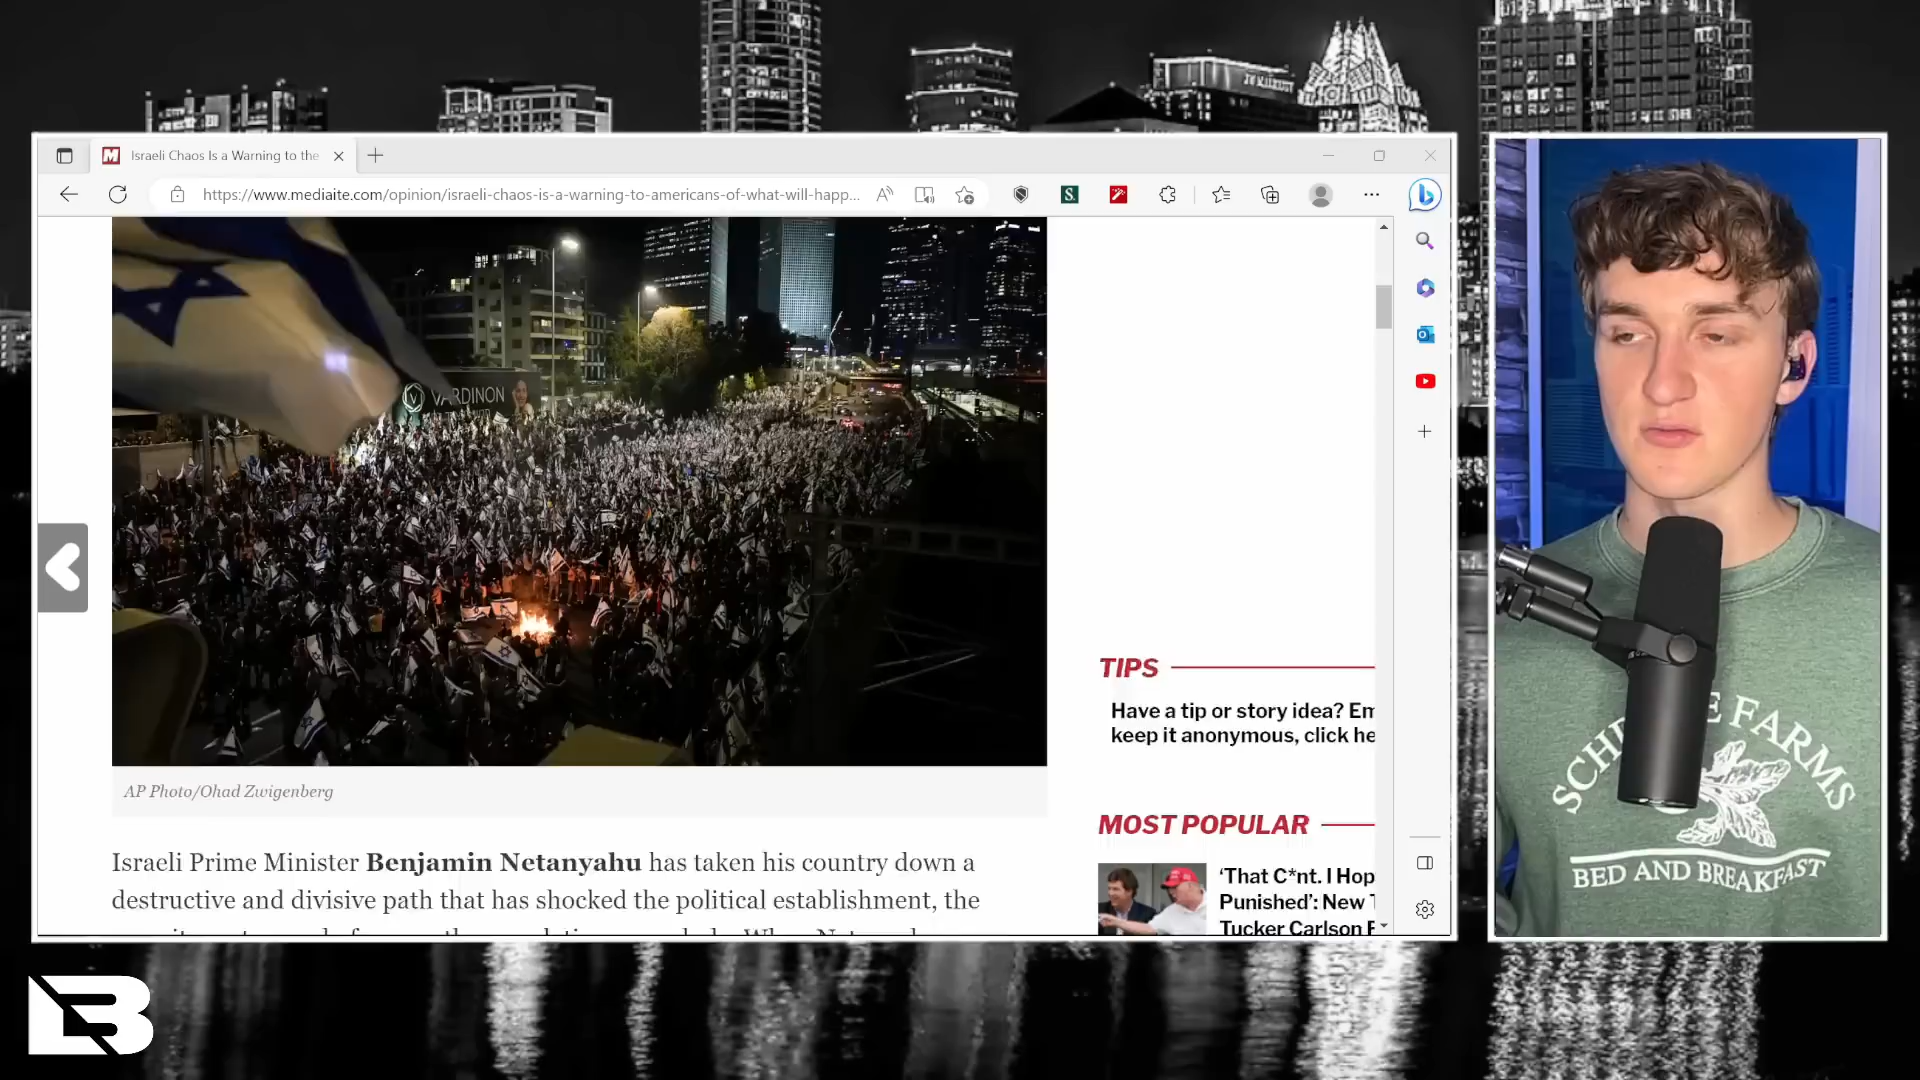 Israeli Chaos Is a Warning to the
https://www.mediaite.com/opinion/israeli-chaos-is-a-warning-to-americans-of-what-will-happ...
VARDINON
AP Photo/Ohad Zwigenberg
Israeli Prime Minister Benjamin Netanyahu has taken his country down a
destructive and divisive path that has shocked the political establishment, the
TIPS
Have a tip or story idea? Em
keep it anonymous, click he
MOST POPULAR
‘That C*nt. I Hop
Punished’: New T
Tucker Carlson F
FARMS
BED AND BREAKFAST